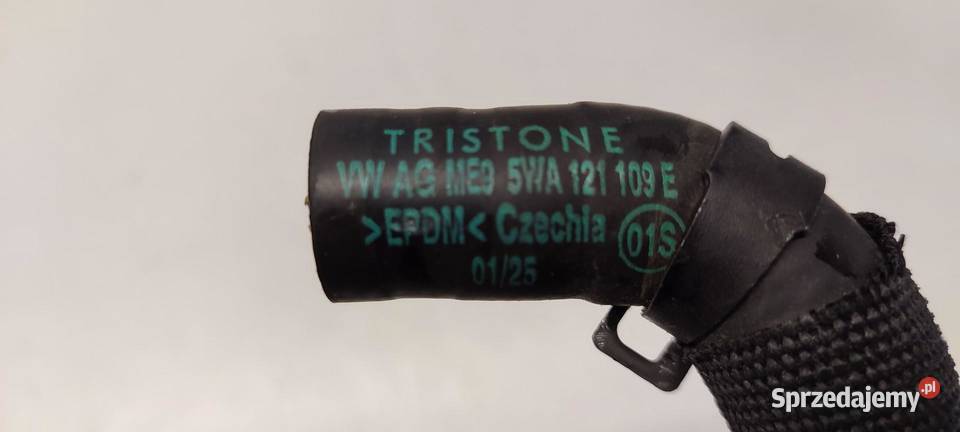 TRISTONE
VW AG ME9 5WA 121 109 E
>EPDM< Czechia 01S
01/25
Sprzedajemy.pl